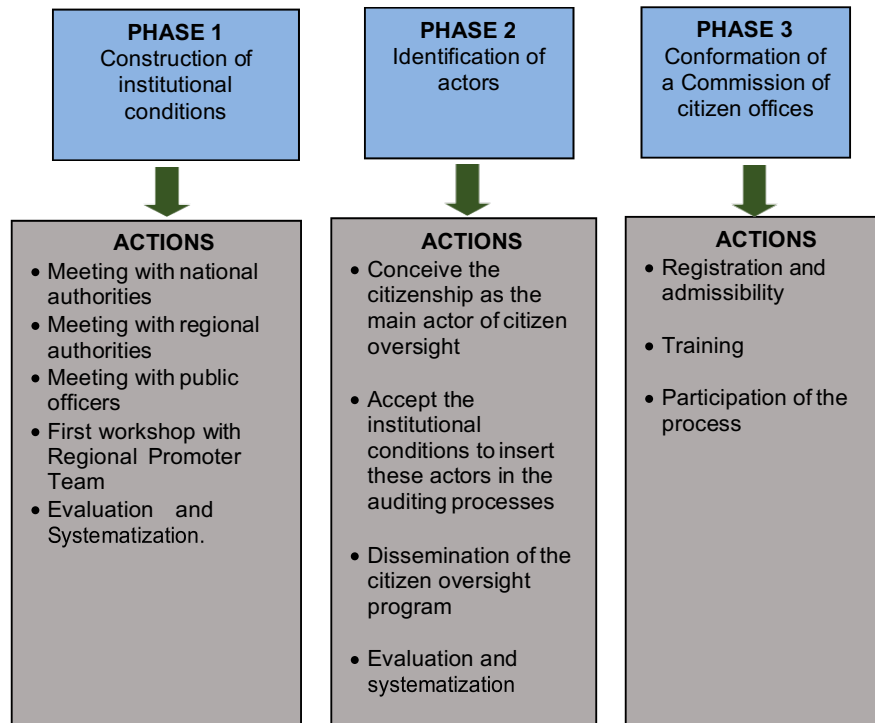 PHASE 1
Construction of
institutional
conditions
PHASE 2
Identification of
actors
PHASE 3
Conformation of
a Commission of
citizen offices
ACTIONS
• Meeting with national
authorities
• Meeting with regional
authorities
• Meeting with public
officers
• First workshop with
Regional Promoter
Team
• Evaluation and
Systematization.
ACTIONS
• Conceive the
citizenship as the
main actor of citizen
oversight
• Accept the
institutional
conditions to insert
these actors in the
auditing processes
• Dissemination of the
citizen oversight
program
• Evaluation and
systematization
ACTIONS
• Registration and
admissibility
• Training
• Participation of the
process